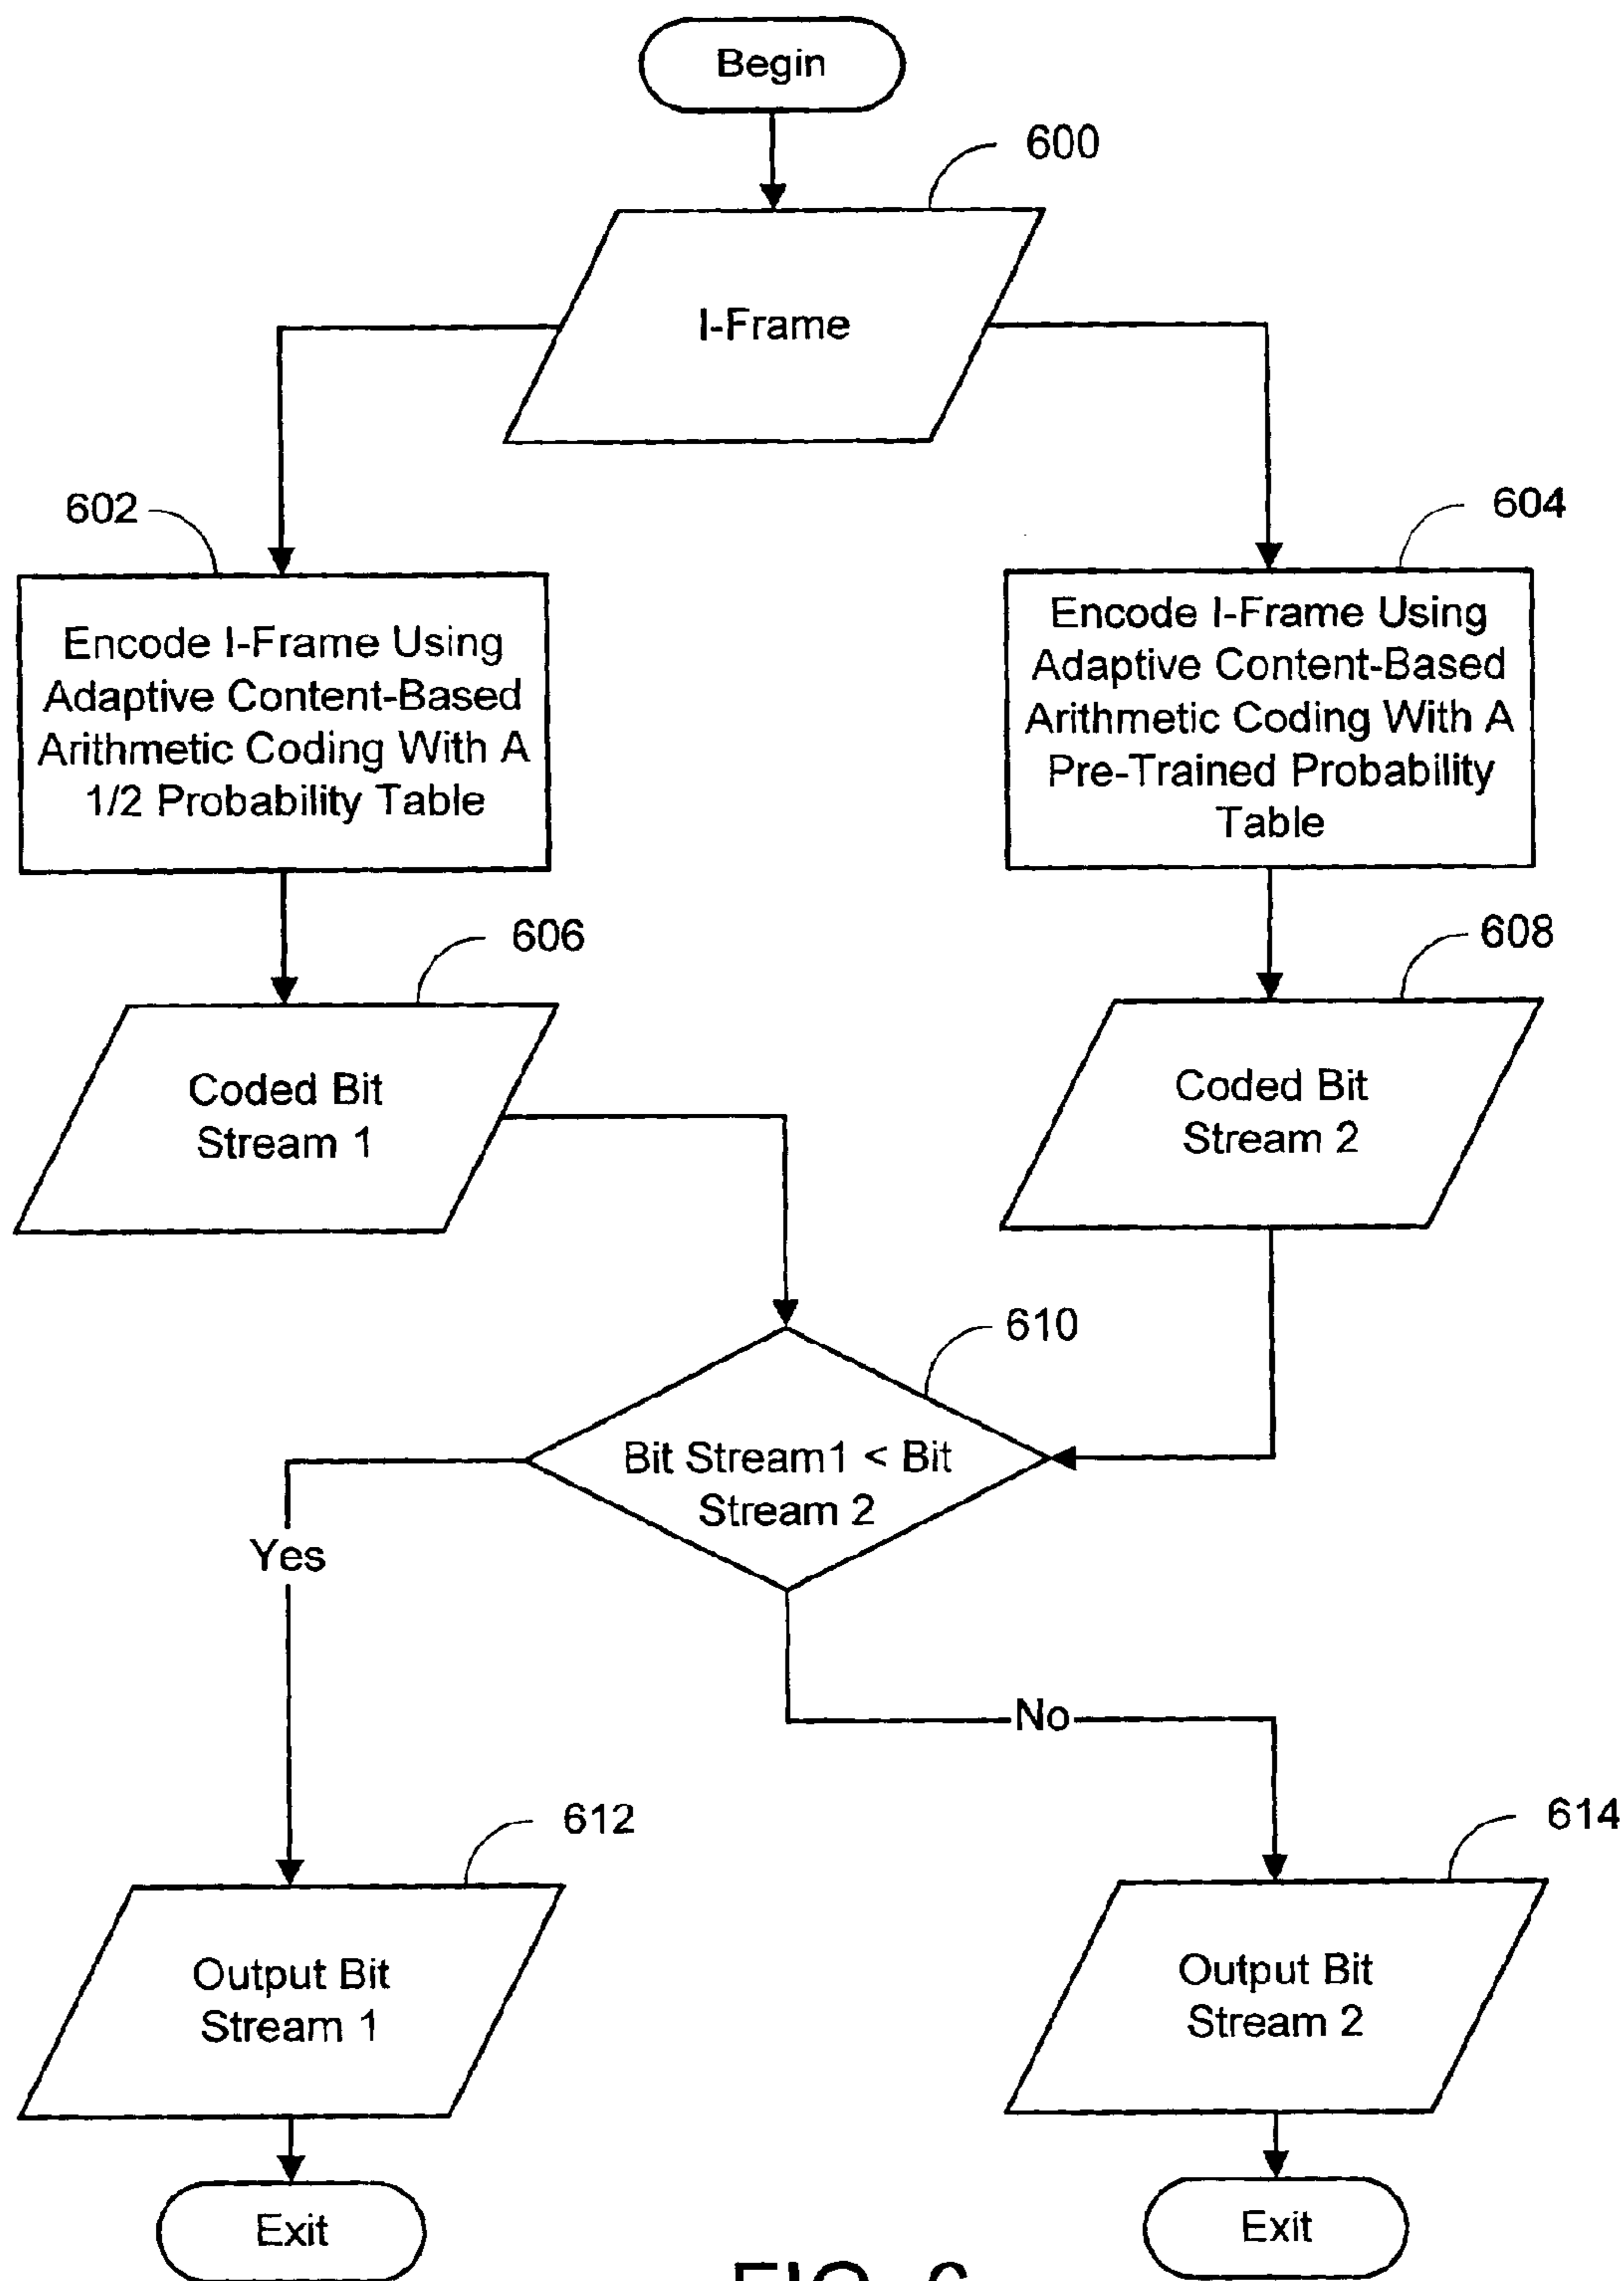 Begin
600
I-Frame
602
604
Encode I-Frame Using
Adaptive Content-Based
Arithmetic Coding With A
1/2 Probability Table
Encode I-Frame Using
Adaptive Content-Based
Arithmetic Coding With A
Pre-Trained Probability
Table
606
608
Coded Bit
Stream 1
Coded Bit
Stream 2
610
Bit Stream1 < Bit
Stream 2
Yes
No
612
614
Output Bit
Stream 1
Output Bit
Stream 2
Exit
Exit
FIG. 6